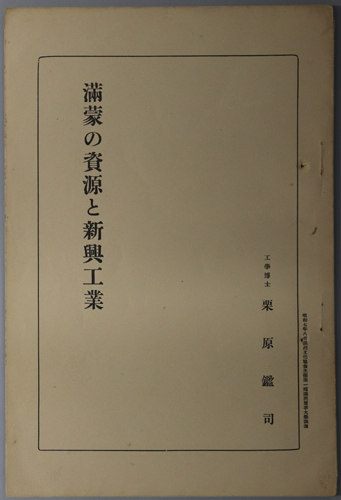 滿蒙の資源と新興工業
工學博士 栗原鑑司